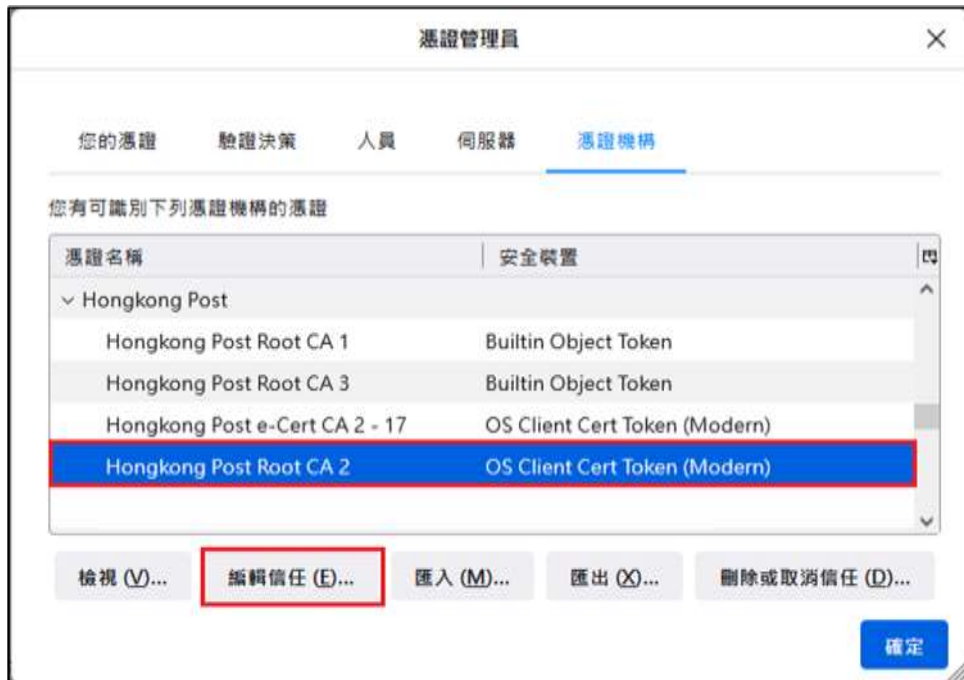 憑證管理員
您的憑證 驗證決策 人員 伺服器 憑證機構
您有可識別下列憑證機構的憑證
憑證名稱 安全裝置
Hongkong Post
Hongkong Post Root CA 1 Builtin Object Token
Hongkong Post Root CA 3 Builtin Object Token
Hongkong Post e-Cert CA 2 - 17 OS Client Cert Token (Modern)
Hongkong Post Root CA 2 OS Client Cert Token (Modern)
檢視 (V)... 編輯信任 (E)... 匯入 (M)... 匯出 (X)... 刪除或取消信任 (D)...
確定